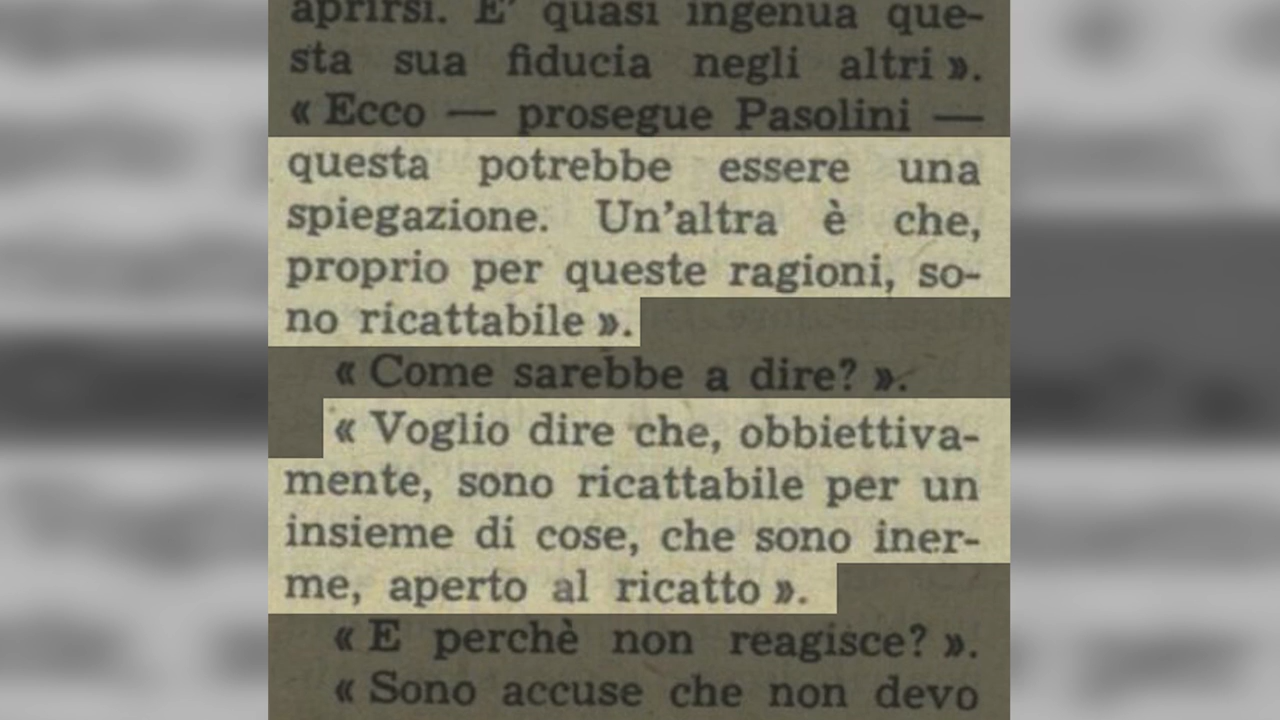 aprirsi. E' quasi ingenua que-
sta sua fiducia negli altri ».
« Ecco — prosegue Pasolini —
questa potrebbe essere una
spiegazione. Un'altra è che,
proprio per queste ragioni, so-
no ricattabile ».
« Come sarebbe a dire? ».
« Voglio dire che, obbiettiva-
mente, sono ricattabile per un
insieme di cose, che sono iner-
me, aperto al ricatto ».
« E perchè non reagisce? ».
« Sono accuse che non devo